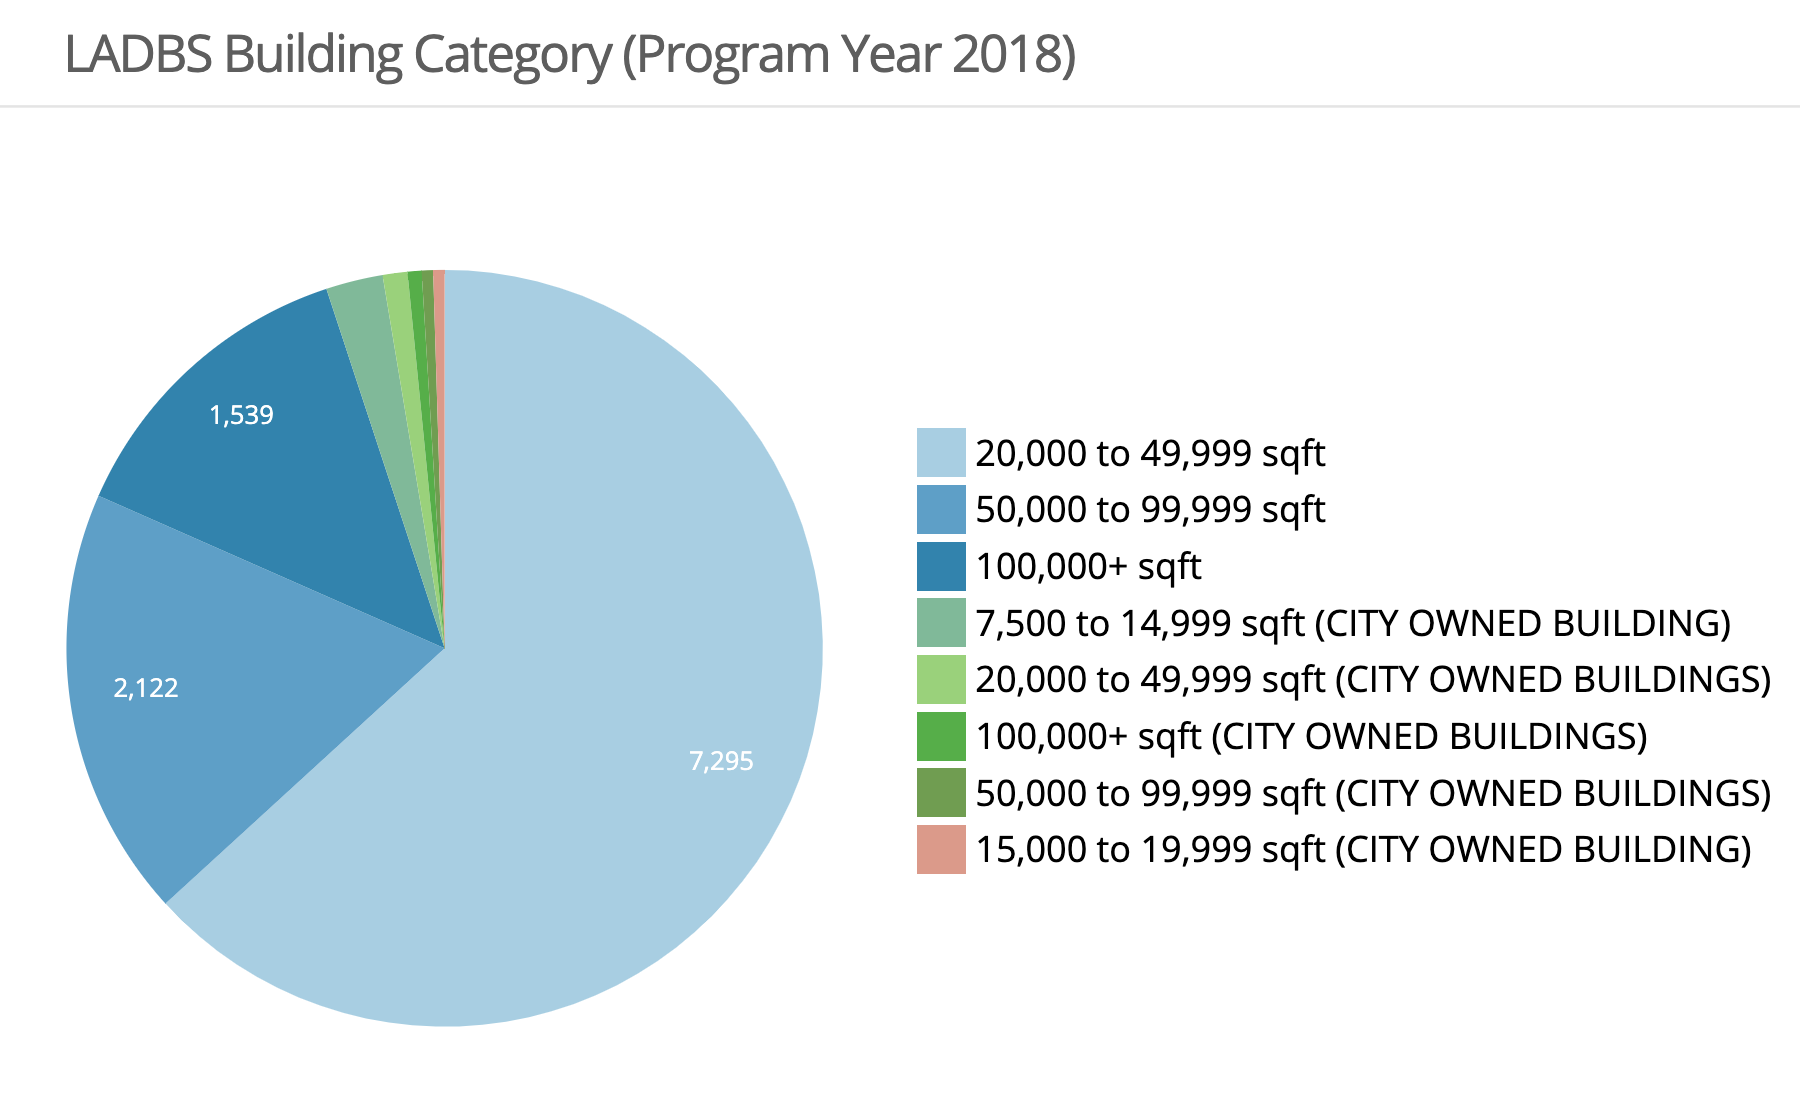 LADBS Building Category (Program Year 2018)
1,539
2,122
7,295
20,000 to 49,999 sqft
50,000 to 99,999 sqft
100,000+ sqft
7,500 to 14,999 sqft (CITY OWNED BUILDING)
20,000 to 49,999 sqft (CITY OWNED BUILDINGS)
100,000+ sqft (CITY OWNED BUILDINGS)
50,000 to 99,999 sqft (CITY OWNED BUILDINGS)
15,000 to 19,999 sqft (CITY OWNED BUILDING)